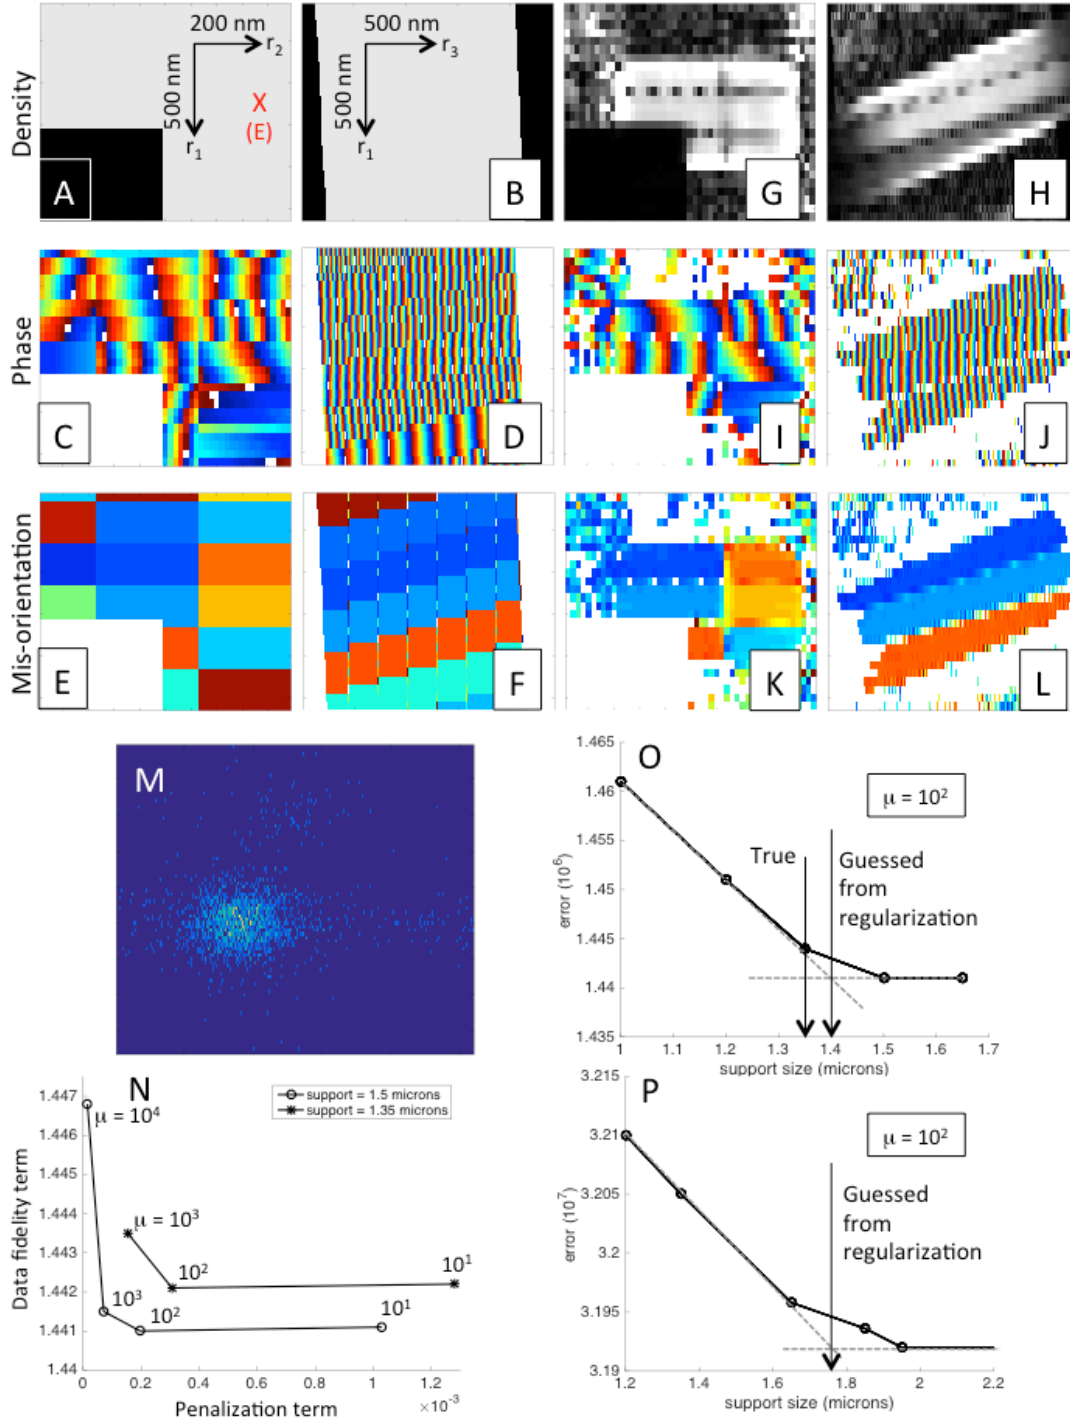 Density
200 nm
r2
500 nm
r1
X
(E)
A
500 nm
r3
500 nm
r1
B
G
H
Phase
C
D
I
J
Mis-orientation
E
F
K
L
M
O
error (10^6)
1.465
1.46
1.455
1.45
1.445
1.44
1.435
μ = 10^2
True
Guessed
from
regularization
1
1.1
1.2
1.3
1.4
1.5
1.6
1.7
support size (microns)
N
Data fidelity term
1.447
1.446
1.445
1.444
1.443
1.442
1.441
1.44
support = 1.5 microns
support = 1.35 microns
μ = 10^4
μ = 10^3
10^2
10^1
10^3
10^2
10^1
0
0.2
0.4
0.6
0.8
1
1.2
×10^-3
Penalization term
P
error (10^7)
3.215
3.21
3.205
3.2
3.195
3.19
μ = 10^2
Guessed
from
regularization
1.2
1.4
1.6
1.8
2
2.2
support size (microns)